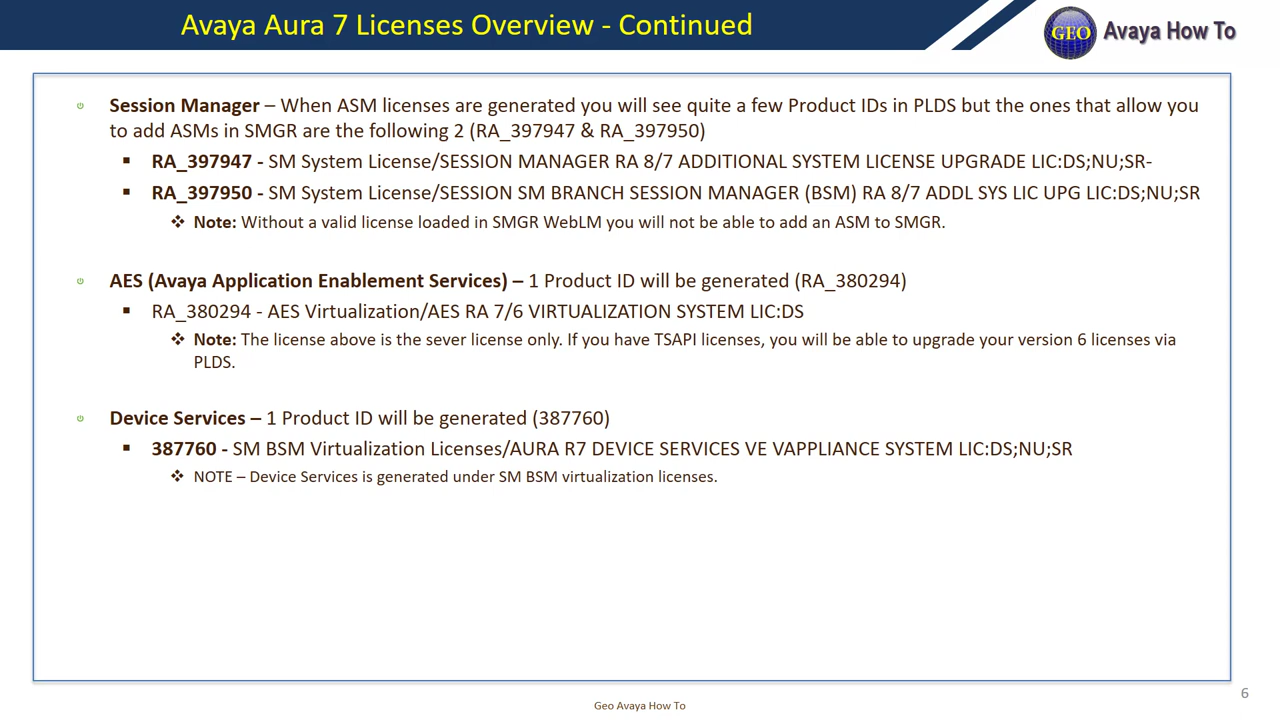 Avaya Aura 7 Licenses Overview - Continued
GEO Avaya How To
Session Manager – When ASM licenses are generated you will see quite a few Product IDs in PLDS but the ones that allow you
to add ASMs in SMGR are the following 2 (RA_397947 & RA_397950)
▪ RA_397947 - SM System License/SESSION MANAGER RA 8/7 ADDITIONAL SYSTEM LICENSE UPGRADE LIC:DS;NU;SR-
▪ RA_397950 - SM System License/SESSION SM BRANCH SESSION MANAGER (BSM) RA 8/7 ADDL SYS LIC UPG LIC:DS;NU;SR
❖ Note: Without a valid license loaded in SMGR WebLM you will not be able to add an ASM to SMGR.
AES (Avaya Application Enablement Services) – 1 Product ID will be generated (RA_380294)
▪ RA_380294 - AES Virtualization/AES RA 7/6 VIRTUALIZATION SYSTEM LIC:DS
❖ Note: The license above is the sever license only. If you have TSAPI licenses, you will be able to upgrade your version 6 licenses via
PLDS.
Device Services – 1 Product ID will be generated (387760)
▪ 387760 - SM BSM Virtualization Licenses/AURA R7 DEVICE SERVICES VE VAPPLIANCE SYSTEM LIC:DS;NU;SR
❖ NOTE – Device Services is generated under SM BSM virtualization licenses.
Geo Avaya How To
6